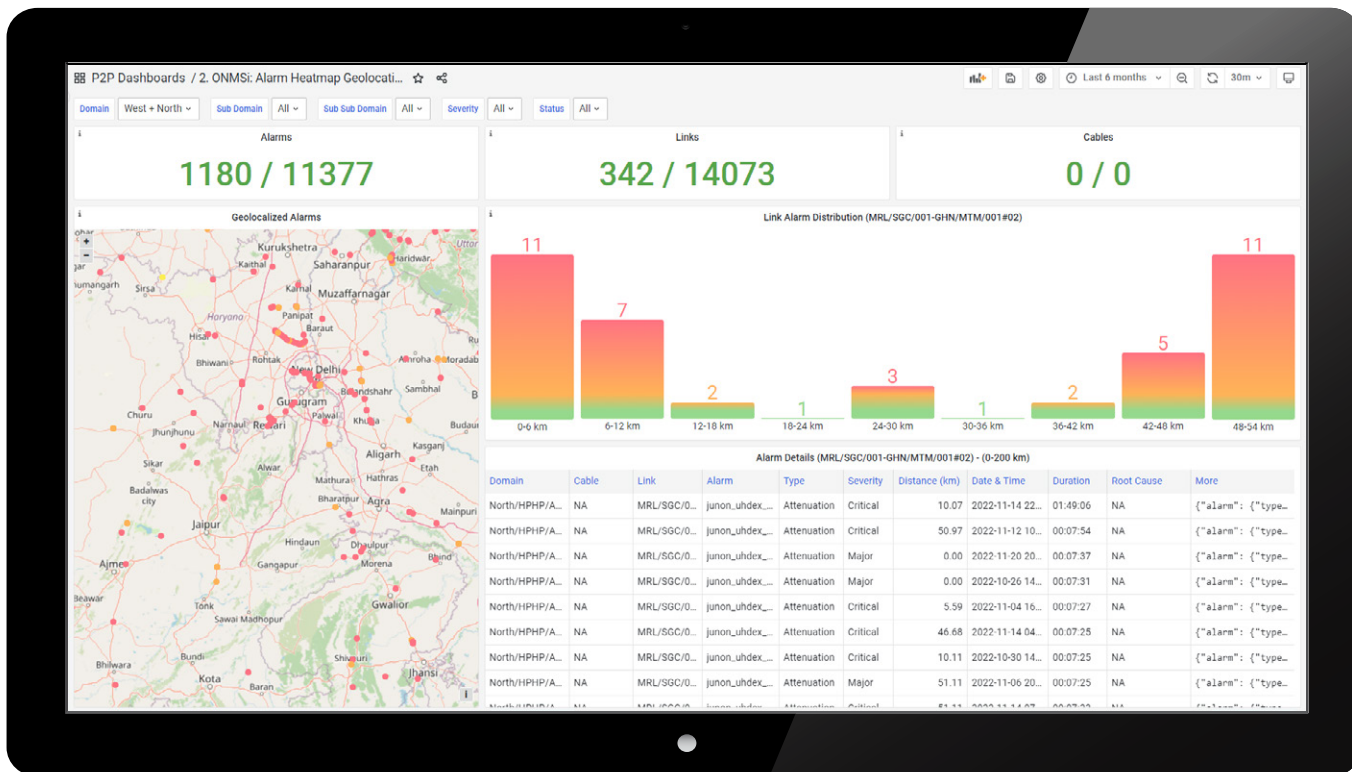 P2P Dashboards / 2. ONMSi: Alarm Heatmap Geolocati...
Last 6 months
30m
Domain West + North Sub Domain All Sub Sub Domain All Severity All Status All
Alarms
1180 / 11377
Links
342 / 14073
Cables
0 / 0
Geolocalized Alarms
+
−
Kurukshetra
Kaithal
Saharanpur
Haridwar
Uttar
Sirsa
Karnal
Muzaffarnagar
Haryana
Panipat
Baraut
Hisar
Bhiwani
Rohtak
Amroha
Moradab
New Delhi
Sambhal
Gurugram
Churu
Palwal
Jhunjhunu
Narnaul
Rewari
Khurja
Budau
Aligarh
Kasganj
Sikar
Alwar
Etah
Mathura
Hathras
Badalwas
city
Bharatpur
Agra
Mainpuri
Jaipur
Hindaun
Dhaulpur
Bhind
Gangapur
Morena
Beawar
Tonk
Gwalior
Sawai Madhopur
Bundi
Shivpuri
Bhilwara
Kota
Jhansi
Baran
Link Alarm Distribution (MRL/SGC/001-GHN/MTM/001#02)
11
7
2
1
3
1
2
5
11
0-6 km
6-12 km
12-18 km
18-24 km
24-30 km
30-36 km
36-42 km
42-48 km
48-54 km
Alarm Details (MRL/SGC/001-GHN/MTM/001#02) - (0-200 km)
Domain Cable Link Alarm Type Severity Distance (km) Date & Time Duration Root Cause More
North/HPHP/A... NA MRL/SGC/0... junon_uhdex_... Attenuation Critical 10.07 2022-11-14 22... 01:49:06 NA {"alarm": {"type…
North/HPHP/A... NA MRL/SGC/0... junon_uhdex_... Attenuation Critical 50.97 2022-11-12 10... 00:07:54 NA {"alarm": {"type…
North/HPHP/A... NA MRL/SGC/0... junon_uhdex_... Attenuation Major 0.00 2022-11-20 20... 00:07:37 NA {"alarm": {"type…
North/HPHP/A... NA MRL/SGC/0... junon_uhdex_... Attenuation Major 0.00 2022-10-26 14... 00:07:31 NA {"alarm": {"type…
North/HPHP/A... NA MRL/SGC/0... junon_uhdex_... Attenuation Critical 5.59 2022-11-04 16... 00:07:27 NA {"alarm": {"type…
North/HPHP/A... NA MRL/SGC/0... junon_uhdex_... Attenuation Critical 46.68 2022-11-14 04... 00:07:25 NA {"alarm": {"type…
North/HPHP/A... NA MRL/SGC/0... junon_uhdex_... Attenuation Critical 10.11 2022-10-30 14... 00:07:25 NA {"alarm": {"type…
North/HPHP/A... NA MRL/SGC/0... junon_uhdex_... Attenuation Major 51.11 2022-11-06 20... 00:07:25 NA {"alarm": {"type…